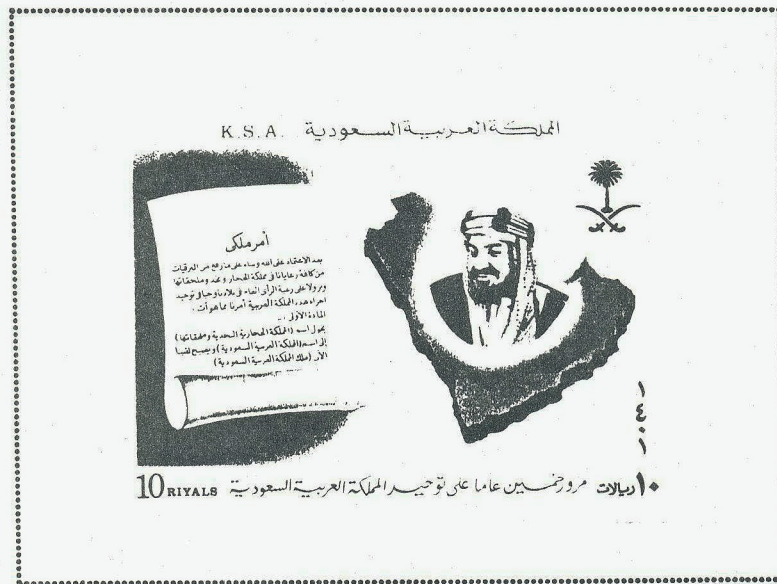 K.S.A. المملكة العربية السعودية
أمر ملكي
بعد الاعتماد على الله وبناء على ما رفع من البرقيات
من كافة رعايانا في مملكة الحجاز ونجد وملحقاتها
ونزولا على رغبة الرأي العام في بلادنا وحبا في توحيد
أجزاء هذه المملكة العربية أمرنا بما هو آت
المادة الأولى
يحول اسم (المملكة الحجازية النجدية وملحقاتها)
إلى اسم (المملكة العربية السعودية) ويصبح لقبنا
الآن (ملك المملكة العربية السعودية)
١٤٠١
10 RIYALS مرور خمسين عاما على توحيد المملكة العربية السعودية ١٠ ريالات